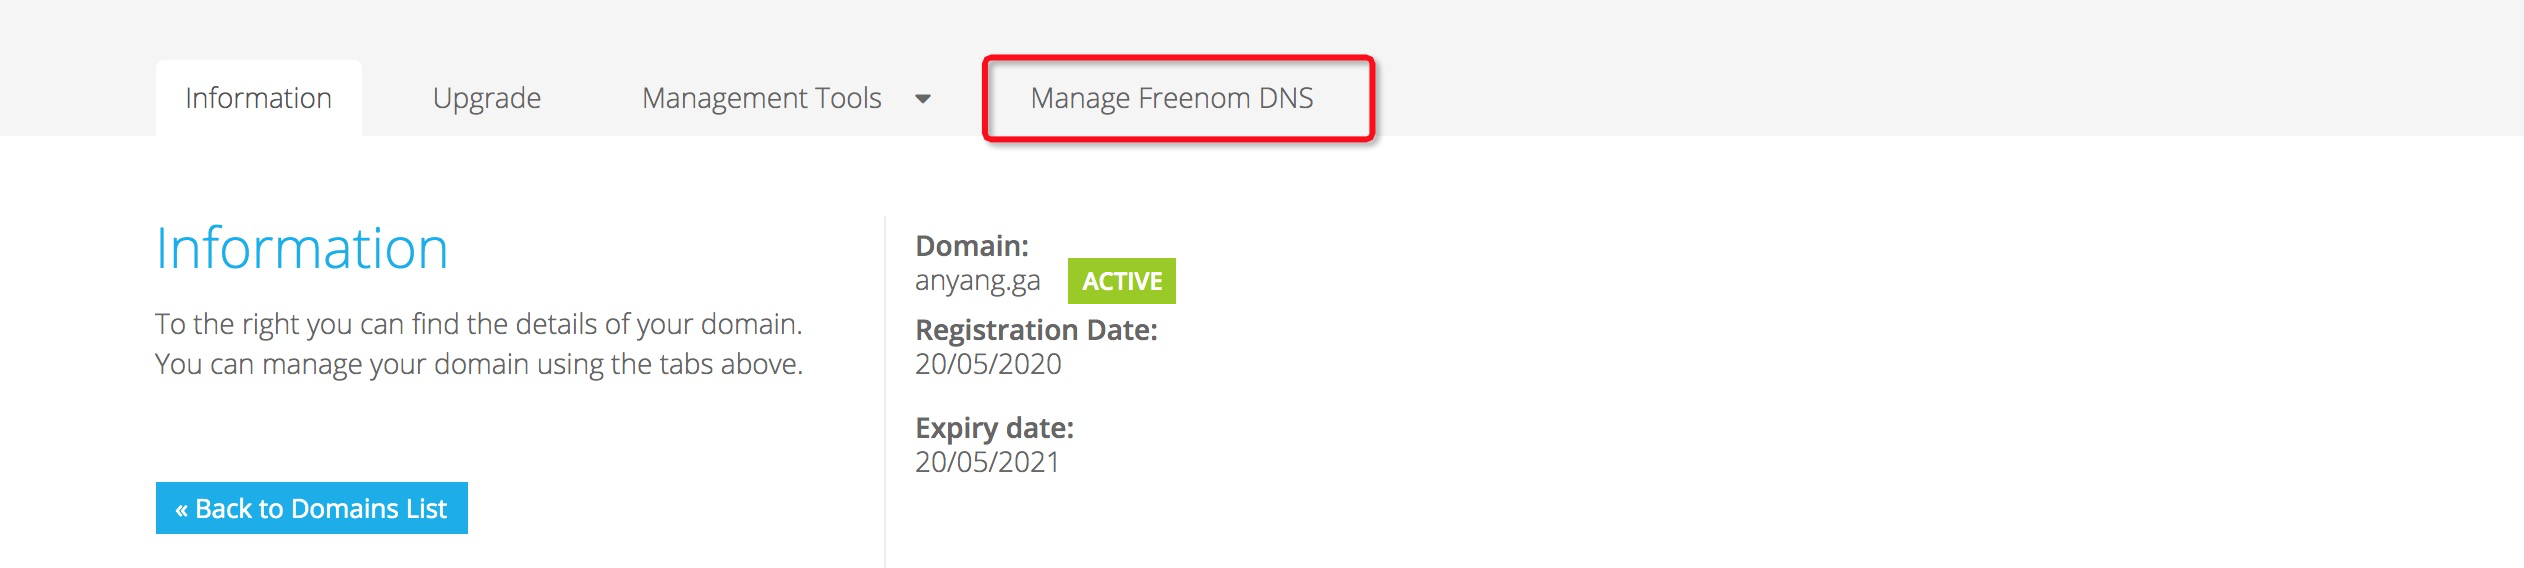 Information
Upgrade
Management Tools
Manage Freenom DNS
Information
To the right you can find the details of your domain.
You can manage your domain using the tabs above.
« Back to Domains List
Domain:
anyang.ga
ACTIVE
Registration Date:
20/05/2020
Expiry date:
20/05/2021